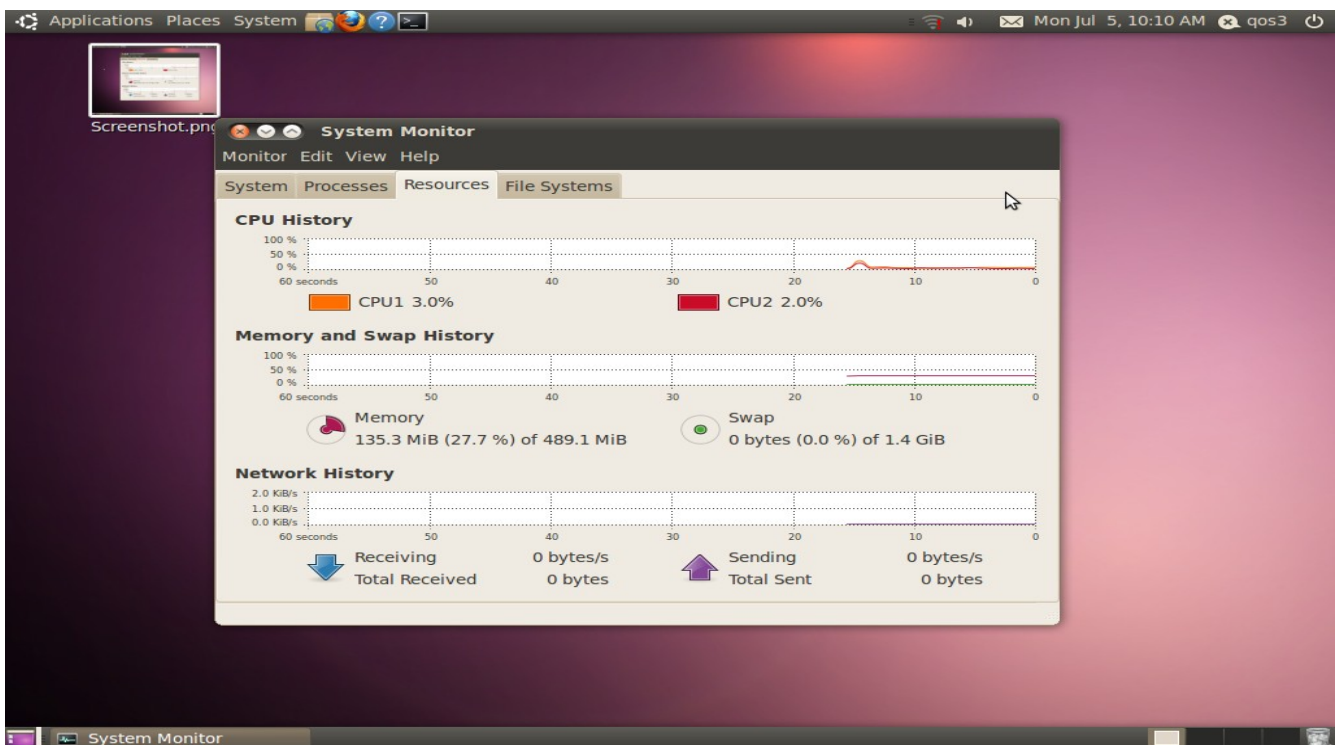 Applications Places System Mon Jul 5, 10:10 AM qos3
Screenshot.png
System Monitor
Monitor Edit View Help
System Processes Resources File Systems
CPU History
100 %
50 %
0 %
60 seconds 50 40 30 20 10 0
CPU1 3.0% CPU2 2.0%
Memory and Swap History
100 %
50 %
0 %
60 seconds 50 40 30 20 10 0
Memory Swap
135.3 MiB (27.7 %) of 489.1 MiB 0 bytes (0.0 %) of 1.4 GiB
Network History
2.0 KiB/s
1.0 KiB/s
0.0 KiB/s
60 seconds 50 40 30 20 10 0
Receiving 0 bytes/s Sending 0 bytes/s
Total Received 0 bytes Total Sent 0 bytes
System Monitor